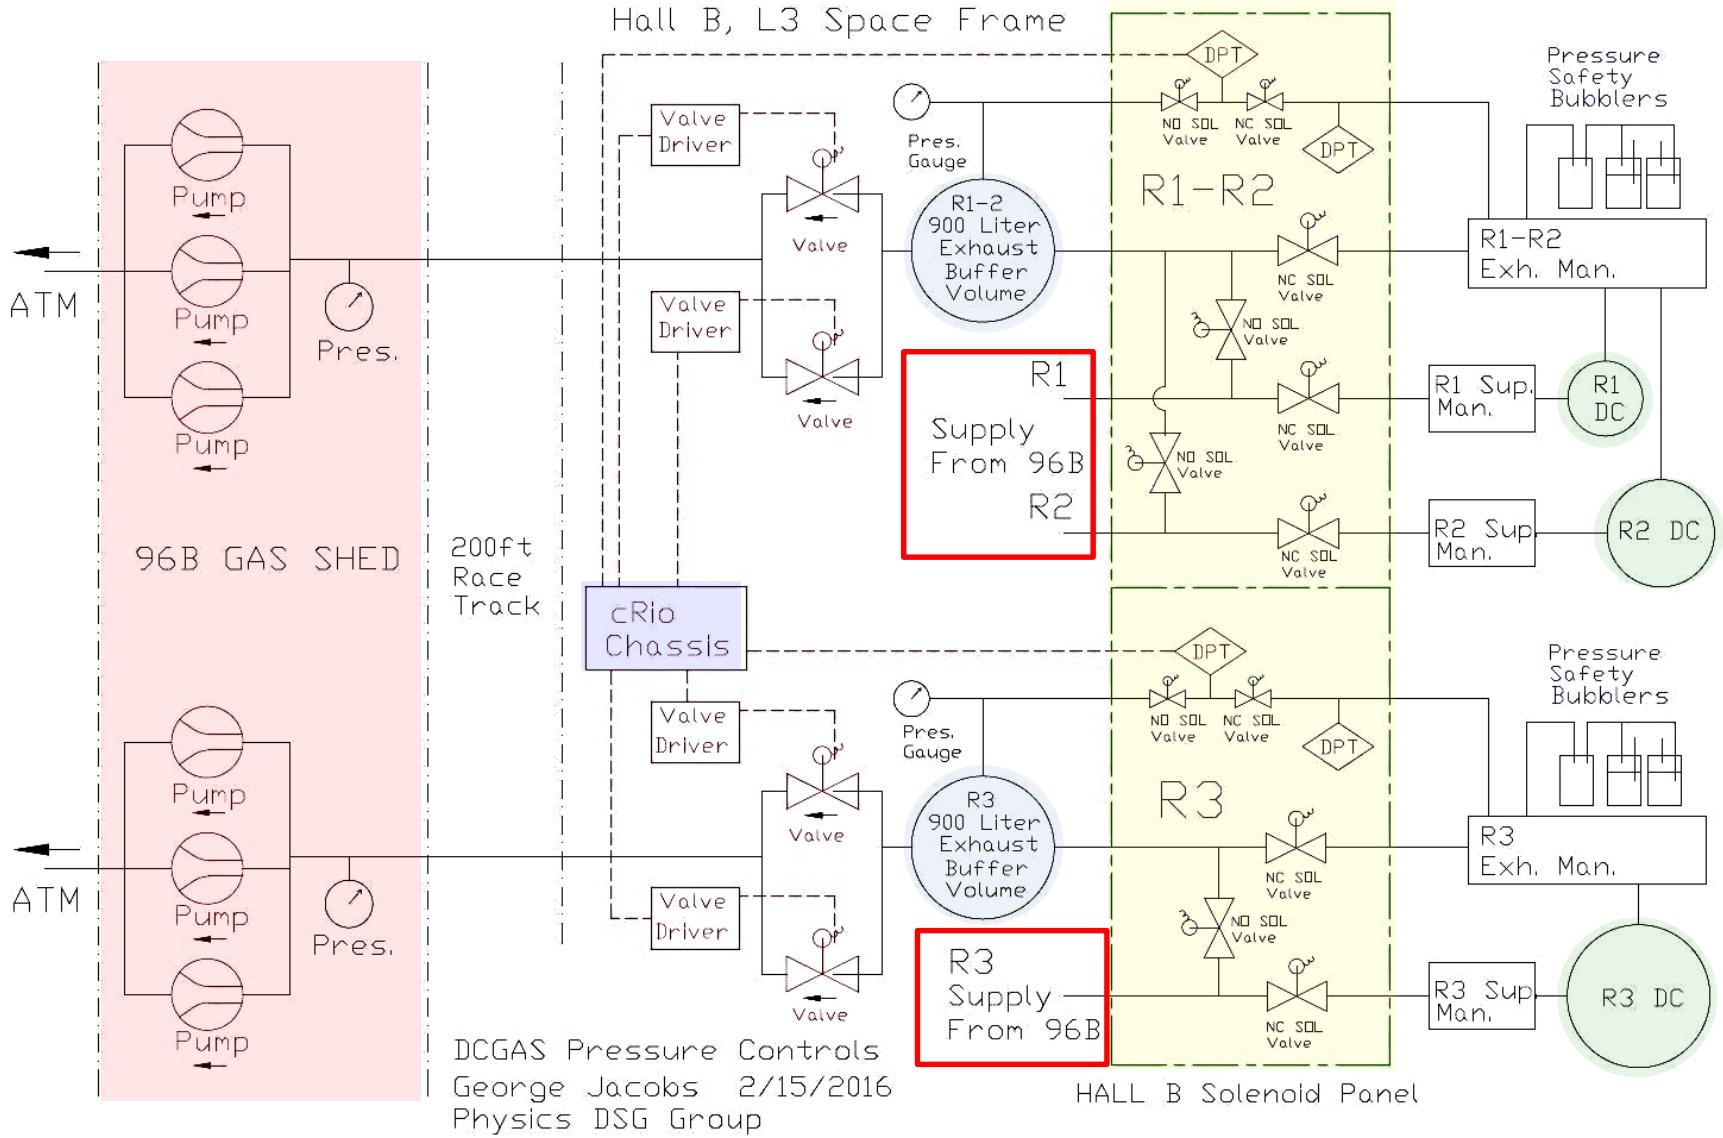 Hall B, L3 Space Frame
DPT
Pressure
Safety
Bubblers
Valve
Driver
Pres.
Gauge
NO SOL
Valve
NC SOL
Valve
DPT
Pump
R1-R2
R1-2
900 Liter
Exhaust
Buffer
Volume
Valve
R1-R2
Exh. Man.
NC SOL
Valve
ATM
Pump
Pres.
Valve
Driver
NO SOL
Valve
R1
R1 Sup.
Man.
R1
DC
Pump
Valve
Supply
From 96B
NC SOL
Valve
NO SOL
Valve
R2
R2 Sup.
Man.
R2 DC
NC SOL
Valve
96B GAS SHED
200ft
Race
Track
cRio
Chassis
DPT
Pressure
Safety
Bubblers
Valve
Driver
Pres.
Gauge
NO SOL
Valve
NC SOL
Valve
DPT
Pump
R3
R3
900 Liter
Exhaust
Buffer
Volume
Valve
R3
Exh. Man.
NC SOL
Valve
ATM
Pump
Pres.
Valve
Driver
NO SOL
Valve
R3
Supply
From 96B
R3 Sup.
Man.
R3 DC
Valve
NC SOL
Valve
Pump
DCGAS Pressure Controls
George Jacobs 2/15/2016
Physics DSG Group
HALL B Solenoid Panel